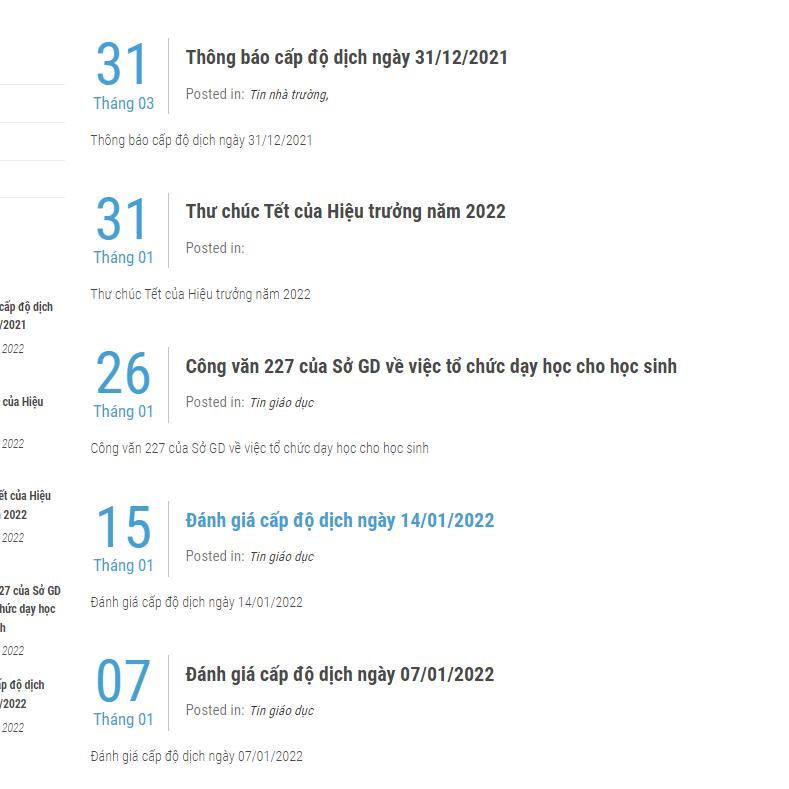 31
Tháng 03
Thông báo cấp độ dịch ngày 31/12/2021
Posted in: Tin nhà trường,
Thông báo cấp độ dịch ngày 31/12/2021
31
Tháng 01
Thư chúc Tết của Hiệu trưởng năm 2022
Posted in:
Thư chúc Tết của Hiệu trưởng năm 2022
26
Tháng 01
Công văn 227 của Sở GD về việc tổ chức dạy học cho học sinh
Posted in: Tin giáo dục
Công văn 227 của Sở GD về việc tổ chức dạy học cho học sinh
15
Tháng 01
Đánh giá cấp độ dịch ngày 14/01/2022
Posted in: Tin giáo dục
Đánh giá cấp độ dịch ngày 14/01/2022
07
Tháng 01
Đánh giá cấp độ dịch ngày 07/01/2022
Posted in: Tin giáo dục
Đánh giá cấp độ dịch ngày 07/01/2022
cấp độ dịch
/2021
2022
của Hiệu
2022
của Hiệu
2022
2022
27 của Sở GD
dạy học
2022
độ dịch
/2022
2022